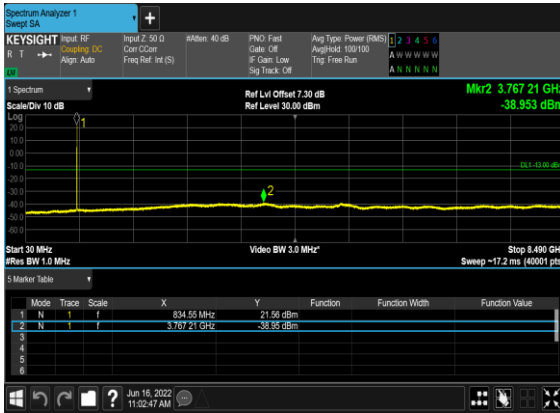 Spectrum Analyzer 1
Swept SA
+
KEYSIGHT Input: RF Input Z: 50 Ω #Atten: 40 dB PNO: Fast Avg Type: Power (RMS) 1 2 3 4 5 6
R T Coupling: DC Corr CCorr Gate: Off Avg|Hold: 100/100 A W W W W W
Align: Auto Freq Ref: Int (S) IF Gain: Low Trig: Free Run
Sig Track: Off A N N N N N
1 Spectrum Ref Lvl Offset 7.30 dB Mkr2 3.767 21 GHz
Scale/Div 10 dB Ref Level 30.00 dBm -38.953 dBm
Log
1
20.0
10.0
0.00
-10.0
DL1 -13.00 dBm
-20.0
-30.0
2
-40.0
-50.0
-60.0
Start 30 MHz Video BW 3.0 MHz* Stop 8.490 GHz
#Res BW 1.0 MHz Sweep ~17.2 ms (40001 pts)
5 Marker Table
Mode Trace Scale X Y Function Function Width Function Value
1 N 1 f 834.55 MHz 21.56 dBm
2 N 1 f 3.767 21 GHz -38.95 dBm
3
4
5
6
? Jun 16, 2022
11:02:47 AM